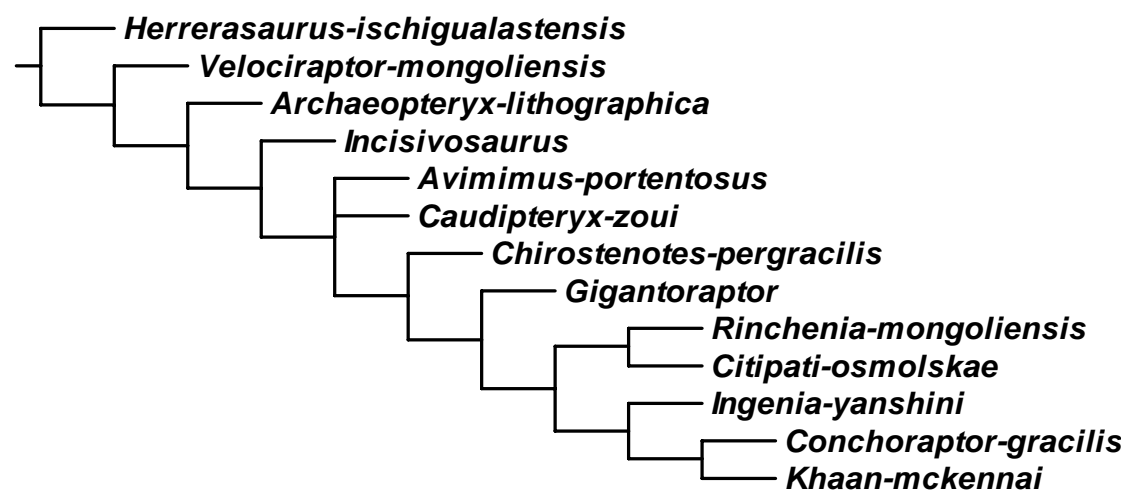 Herrerasaurus-ischigualastensis
Velociraptor-mongoliensis
Archaeopteryx-lithographica
Incisivosaurus
Avimimus-portentosus
Caudipteryx-zoui
Chirostenotes-pergracilis
Gigantoraptor
Rinchenia-mongoliensis
Citipati-osmolskae
Ingenia-yanshini
Conchoraptor-gracilis
Khaan-mckennai